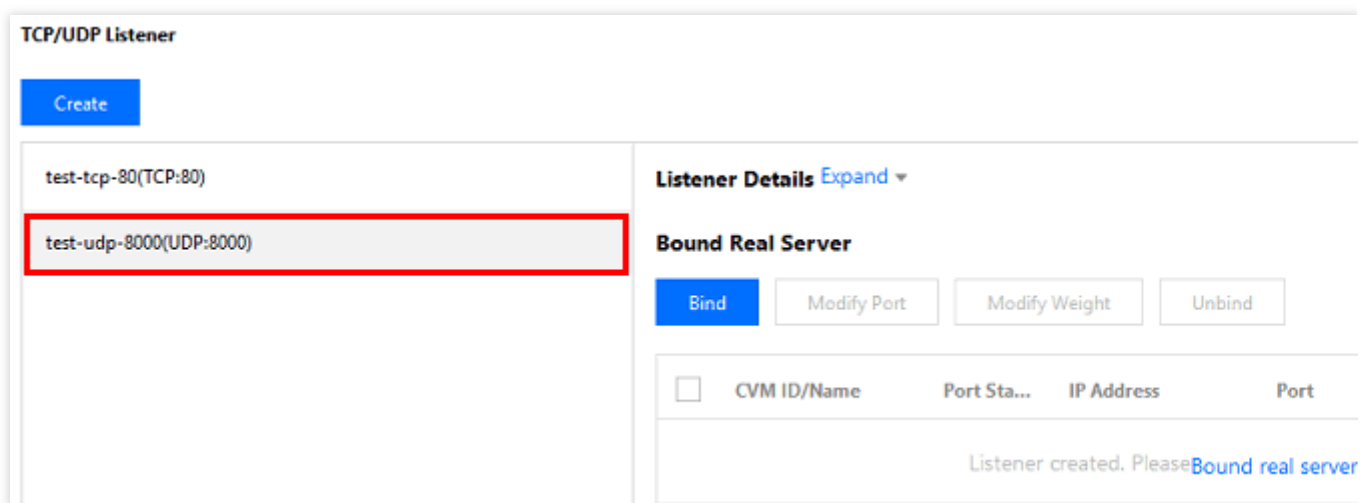 TCP/UDP Listener
Create
test-tcp-80(TCP:80)
test-udp-8000(UDP:8000)
Listener Details Expand
Bound Real Server
Bind Modify Port Modify Weight Unbind
CVM ID/Name Port Sta... IP Address Port
Listener created. PleaseBound real server